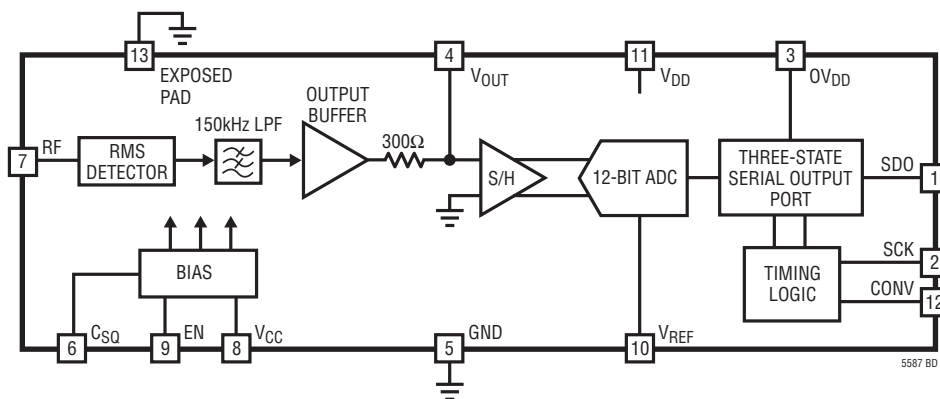 13
EXPOSED
PAD
4
VOUT
11
VDD
3
OVDD
OUTPUT
BUFFER
150kHz LPF
300Ω
7
RF
RMS
DETECTOR
S/H
12-BIT ADC
THREE-STATE
SERIAL OUTPUT
PORT
SDO
1
BIAS
TIMING
LOGIC
SCK
2
CONV
12
6
CSQ
9
EN
8
VCC
5
GND
10
VREF
5587 BD